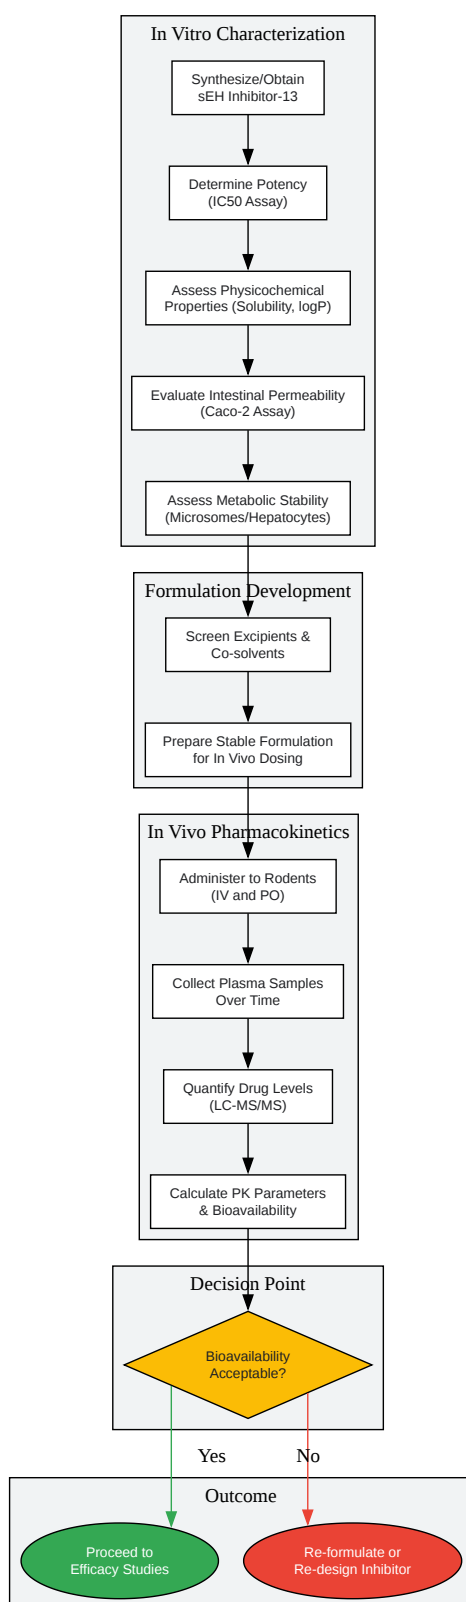 In Vitro Characterization
Synthesize/Obtain
sEH Inhibitor-13
Determine Potency
(IC50 Assay)
Assess Physicochemical
Properties (Solubility, logP)
Evaluate Intestinal Permeability
(Caco-2 Assay)
Assess Metabolic Stability
(Microsomes/Hepatocytes)
Formulation Development
Screen Excipients &
Co-solvents
Prepare Stable Formulation
for In Vivo Dosing
In Vivo Pharmacokinetics
Administer to Rodents
(IV and PO)
Collect Plasma Samples
Over Time
Quantify Drug Levels
(LC-MS/MS)
Calculate PK Parameters
& Bioavailability
Decision Point
Bioavailability
Acceptable?
Yes
No
Outcome
Proceed to
Efficacy Studies
Re-formulate or
Re-design Inhibitor